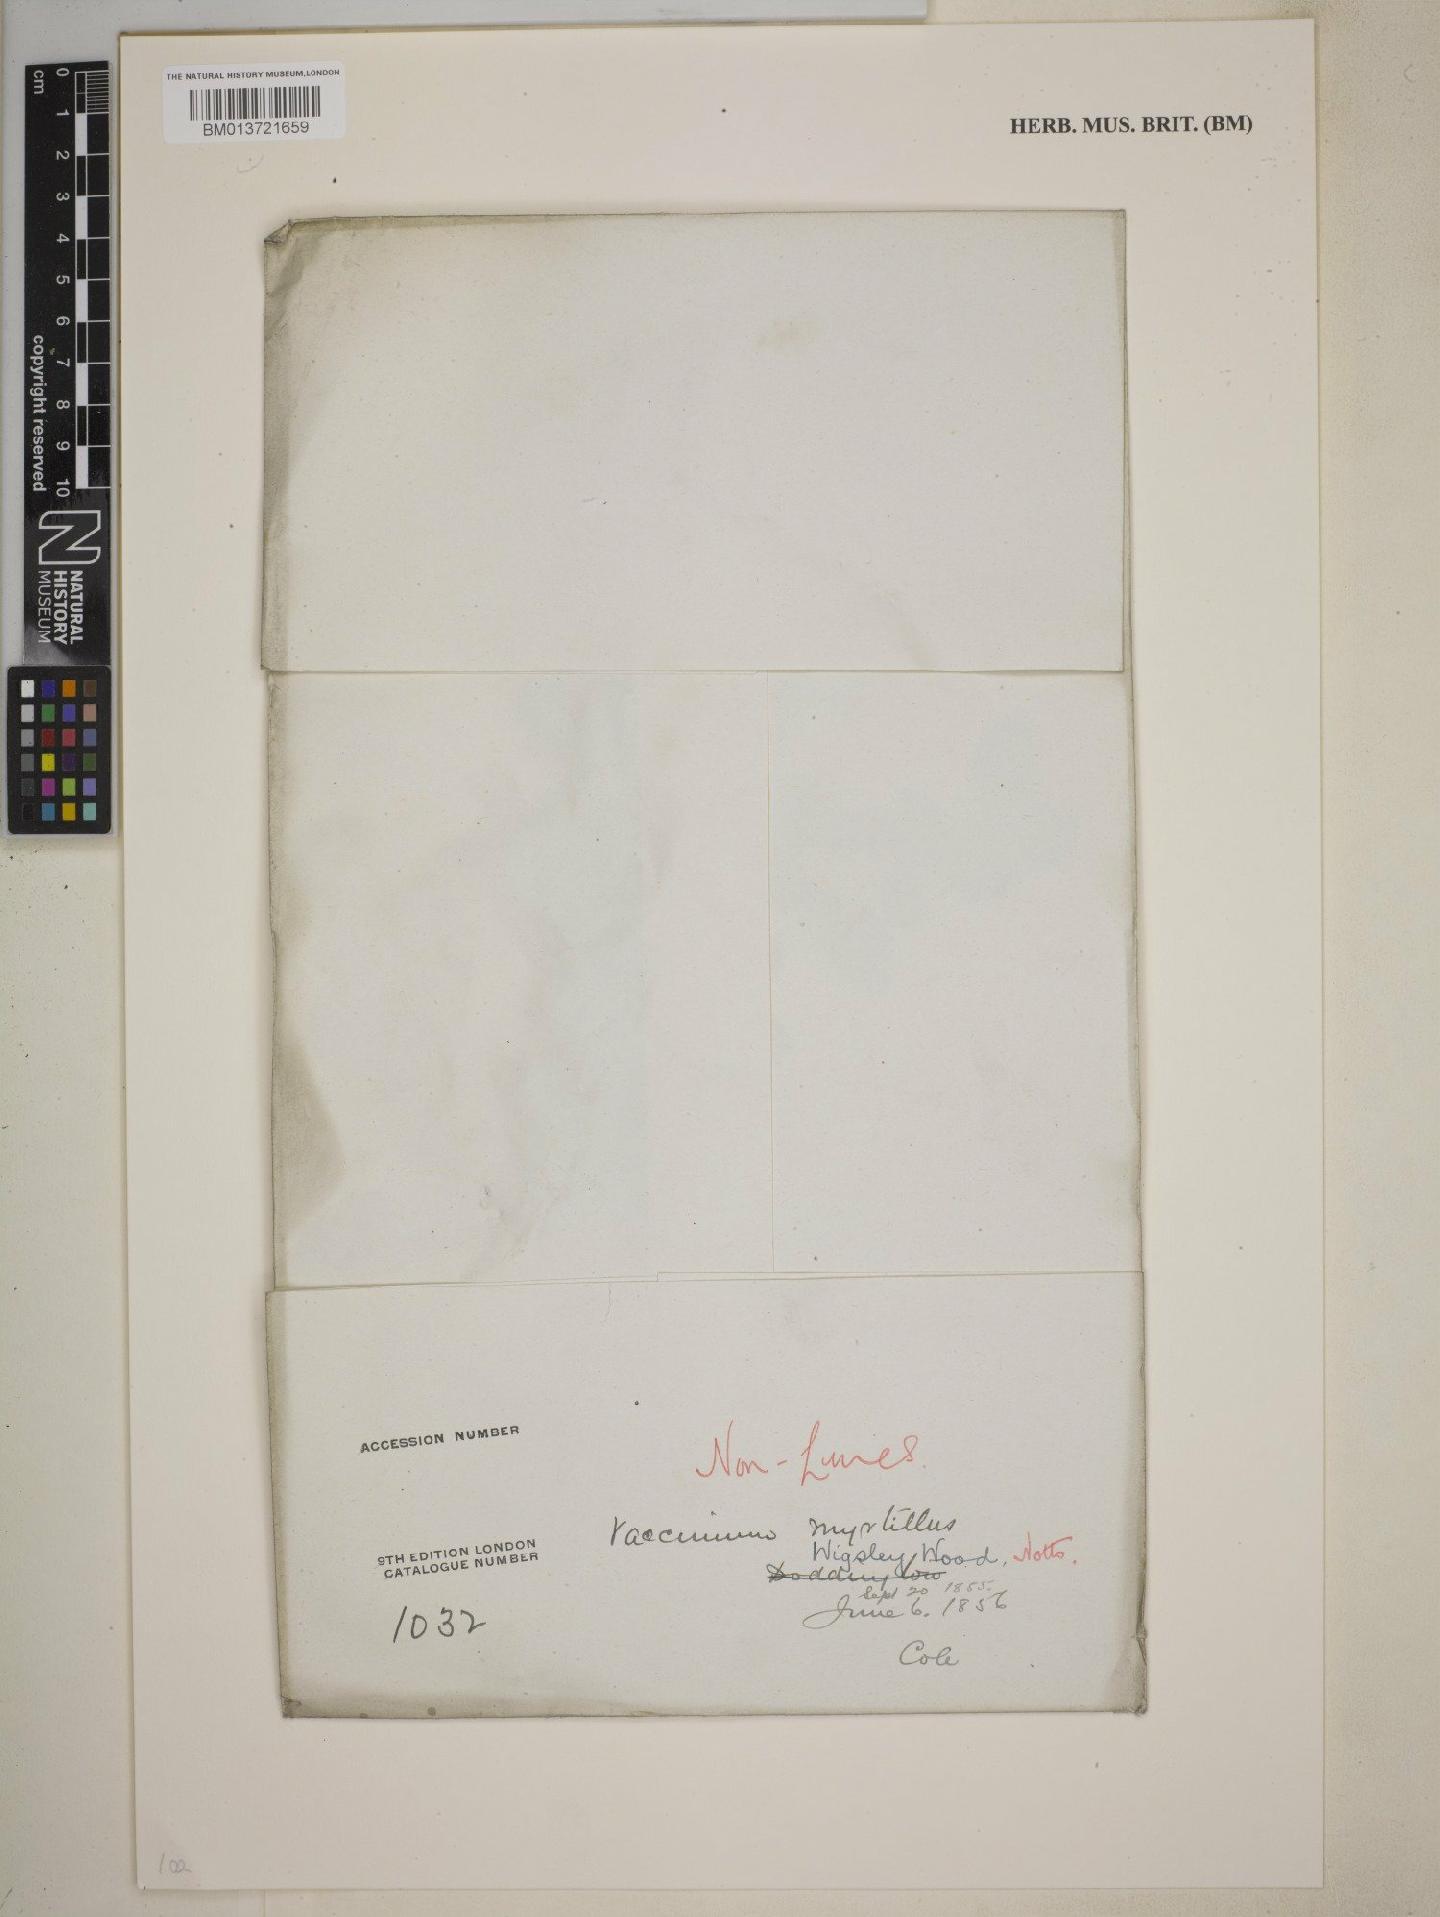 THE NATURAL HISTORY MUSEUM, LONDON
BM013721659
HERB. MUS. BRIT. (BM)
cm 0 1 2 3 4 5 6 7 8 9 10
copyright reserved
NATURAL
HISTORY
MUSEUM
ACCESSION NUMBER
Non-Lincs.
Vaccinium myrtillus
Wigsley Wood, Notts.
Doddington
Sept 20 1855.
June 6. 1856
Cole
9TH EDITION LONDON
CATALOGUE NUMBER
1032